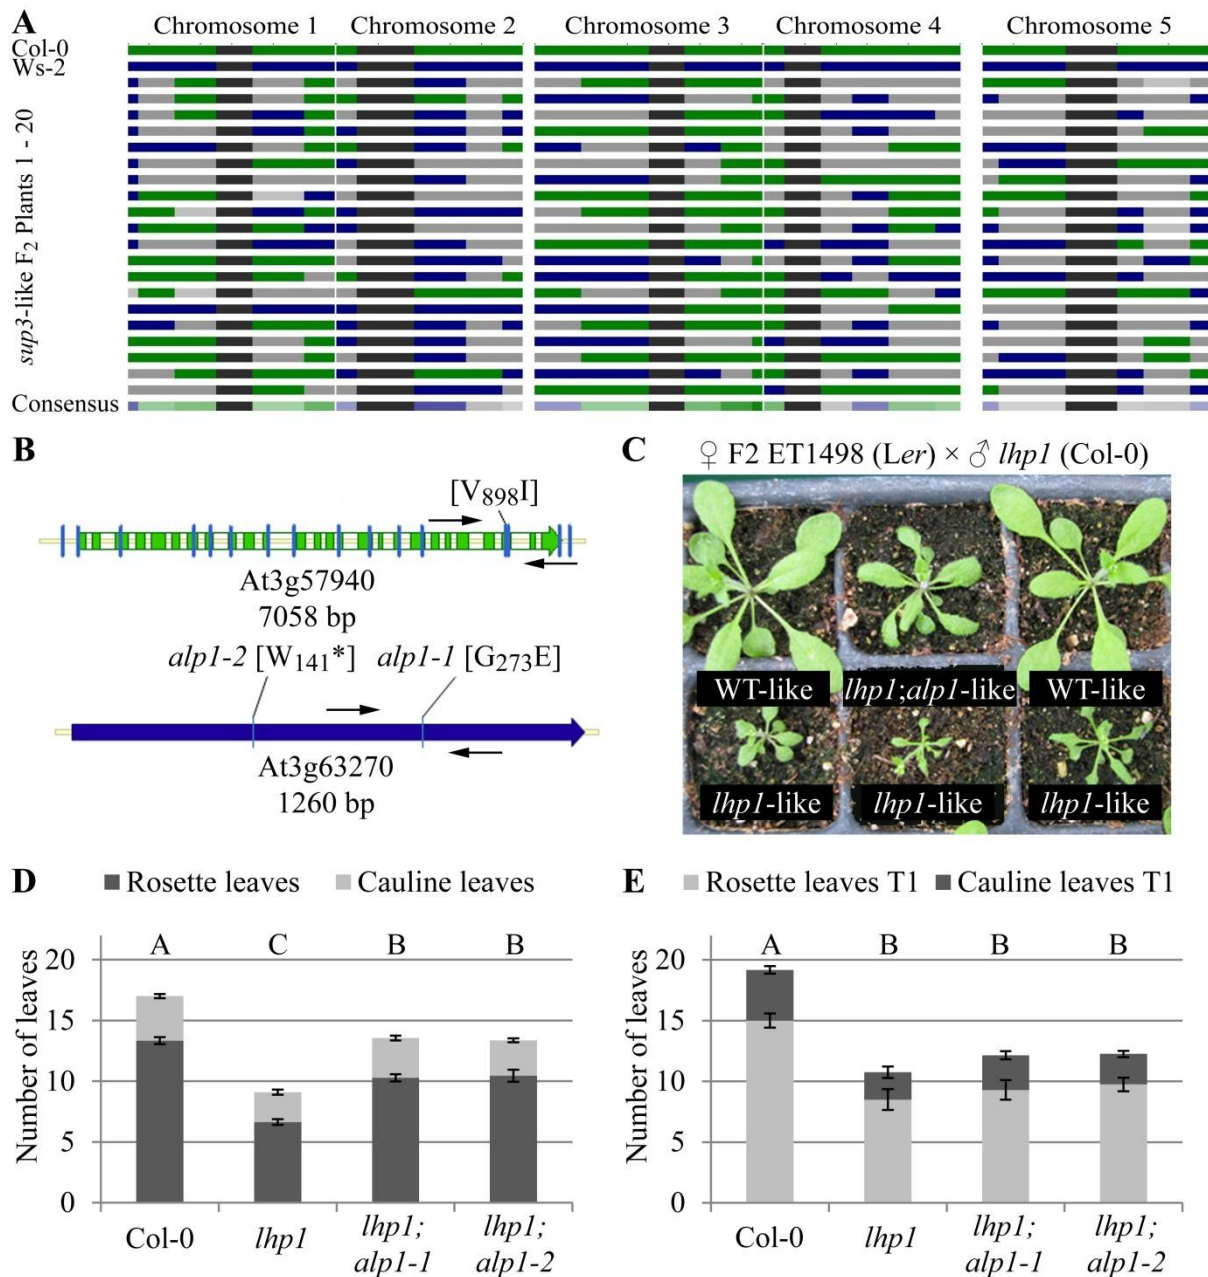 A
Chromosome 1 Chromosome 2 Chromosome 3 Chromosome 4 Chromosome 5
Col-0
Ws-2
sup3-like F₂ Plants 1 - 20
Consensus
B
[V₈₉₈I]
At3g57940
7058 bp
alp1-2 [W₁₄₁*] alp1-1 [G₂₇₃E]
At3g63270
1260 bp
C
♀ F2 ET1498 (Ler) × ♂ lhp1 (Col-0)
WT-like lhp1;alp1-like WT-like
lhp1-like lhp1-like lhp1-like
D
Rosette leaves Cauline leaves
A C B B
Number of leaves
20
15
10
5
0
Col-0 lhp1 lhp1; lhp1;
alp1-1 alp1-2
E
Rosette leaves T1 Cauline leaves T1
A B B B
Number of leaves
20
15
10
5
0
Col-0 lhp1 lhp1; lhp1;
alp1-1 alp1-2